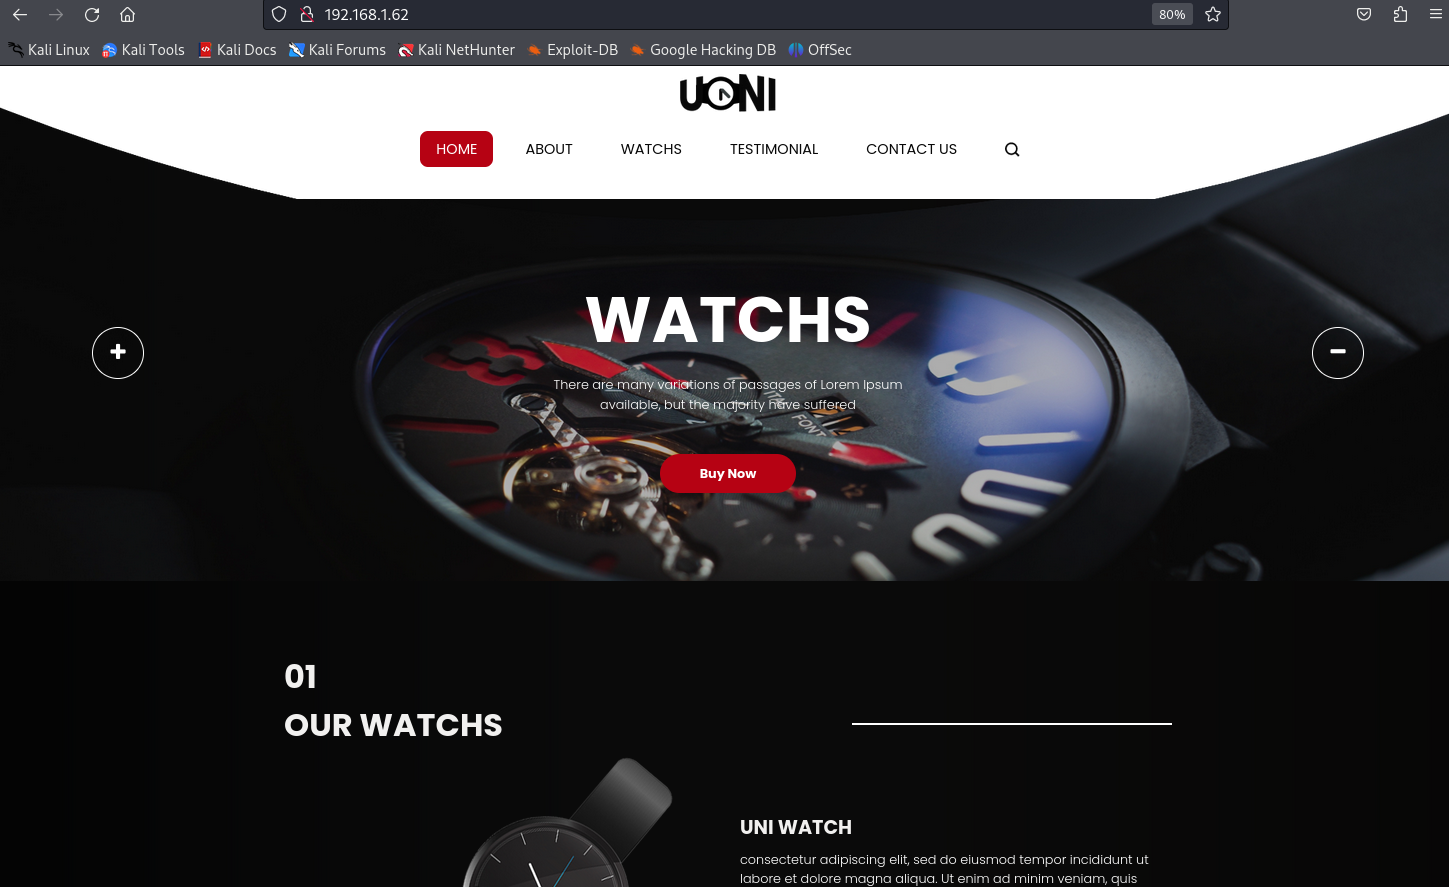 192.168.1.62
80%
Kali Linux Kali Tools Kali Docs Kali Forums Kali NetHunter Exploit-DB Google Hacking DB OffSec
UONI
HOME ABOUT WATCHS TESTIMONIAL CONTACT US
WATCHS
There are many variations of passages of Lorem Ipsum
available, but the majority have suffered
Buy Now
01
OUR WATCHS
UNI WATCH
consectetur adipiscing elit, sed do eiusmod tempor incididunt ut
labore et dolore magna aliqua. Ut enim ad minim veniam, quis